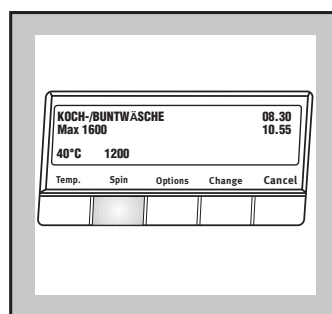 KOCH-/BUNTWÄSCHE 08.30
Max 1600 10.55
40°C 1200
Temp. Spin Options Change Cancel